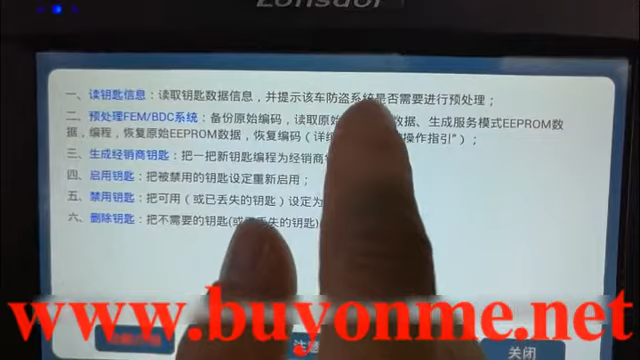 Lonsdor
一、读钥匙信息：读取钥匙数据信息，并提示该车防盗系统是否需要进行预处理；
二、预处理FEM/BDC系统：备份原始编码，读取原始 数据、生成服务模式EEPROM数
据，编程，恢复原始EEPROM数据，恢复编码（详细 操作指引"）；
三、生成经销商钥匙：把一把新钥匙编程为经销商
四、启用钥匙：把被禁用的钥匙设定重新启用；
五、禁用钥匙：把可用（或已丢失的钥匙）设定为
六、删除钥匙：把不需要的钥匙(或已丢失的钥匙)
www.buyonme.net
关闭